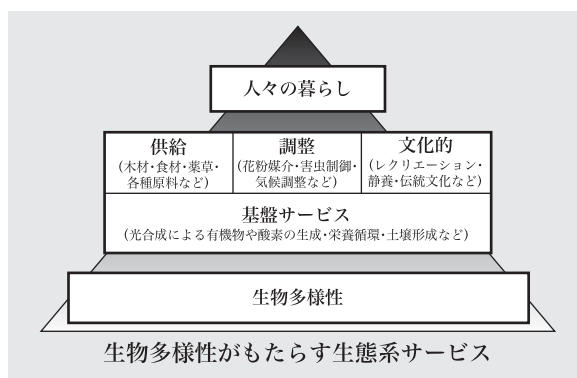 人々の暮らし
供給
(木材・食材・薬草・
各種原料など)
調整
(花粉媒介・害虫制御・
気候調整など)
文化的
(レクリエーション・
静養・伝統文化など)
基盤サービス
(光合成による有機物や酸素の生成・栄養循環・土壌形成など)
生物多様性
生物多様性がもたらす生態系サービス